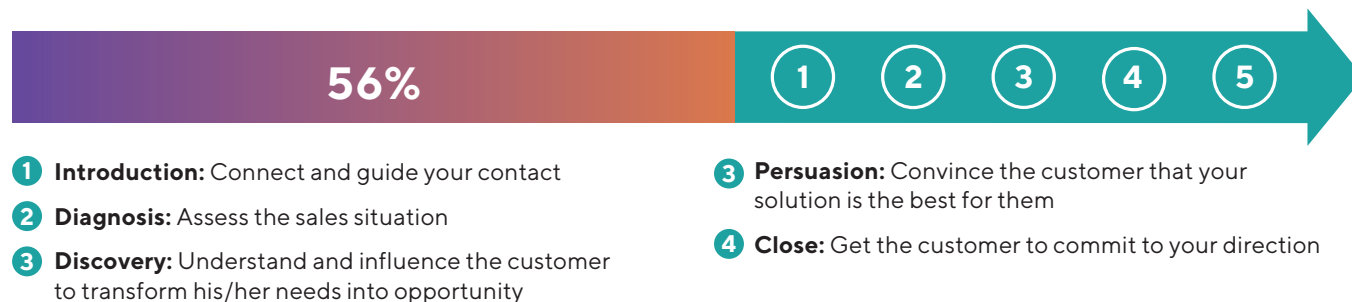 56%
1 2 3 4 5
1 Introduction: Connect and guide your contact
2 Diagnosis: Assess the sales situation
3 Discovery: Understand and influence the customer
to transform his/her needs into opportunity
3 Persuasion: Convince the customer that your
solution is the best for them
4 Close: Get the customer to commit to your direction